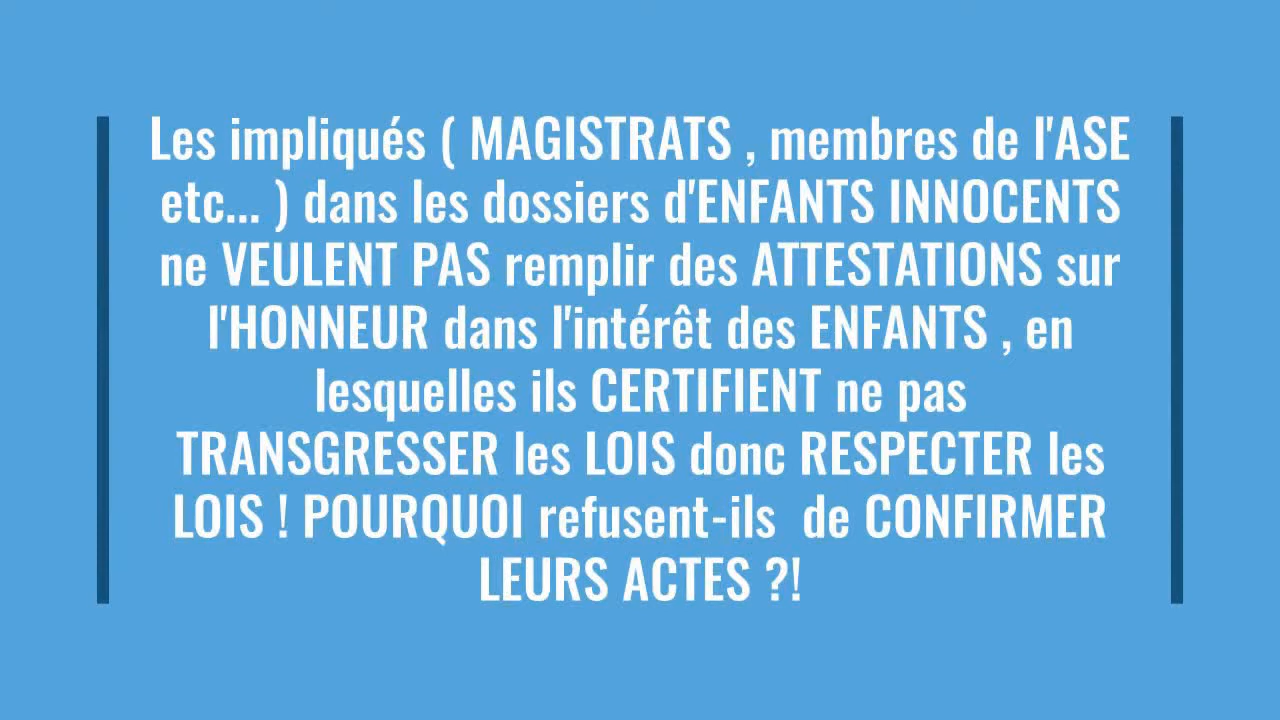 Les impliqués ( MAGISTRATS , membres de l'ASE
etc... ) dans les dossiers d'ENFANTS INNOCENTS
ne VEULENT PAS remplir des ATTESTATIONS sur
l'HONNEUR dans l'intérêt des ENFANTS , en
lesquelles ils CERTIFIENT ne pas
TRANSGRESSER les LOIS donc RESPECTER les
LOIS ! POURQUOI refusent-ils  de CONFIRMER
LEURS ACTES ?!